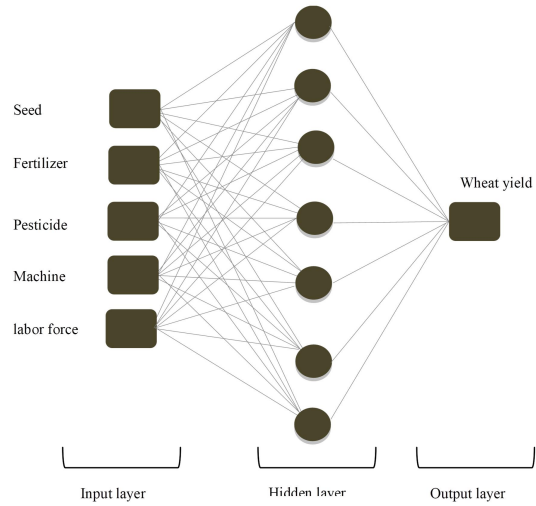 Seed
Fertilizer
Pesticide
Machine
labor force
Wheat yield
Input layer
Hidden layer
Output layer